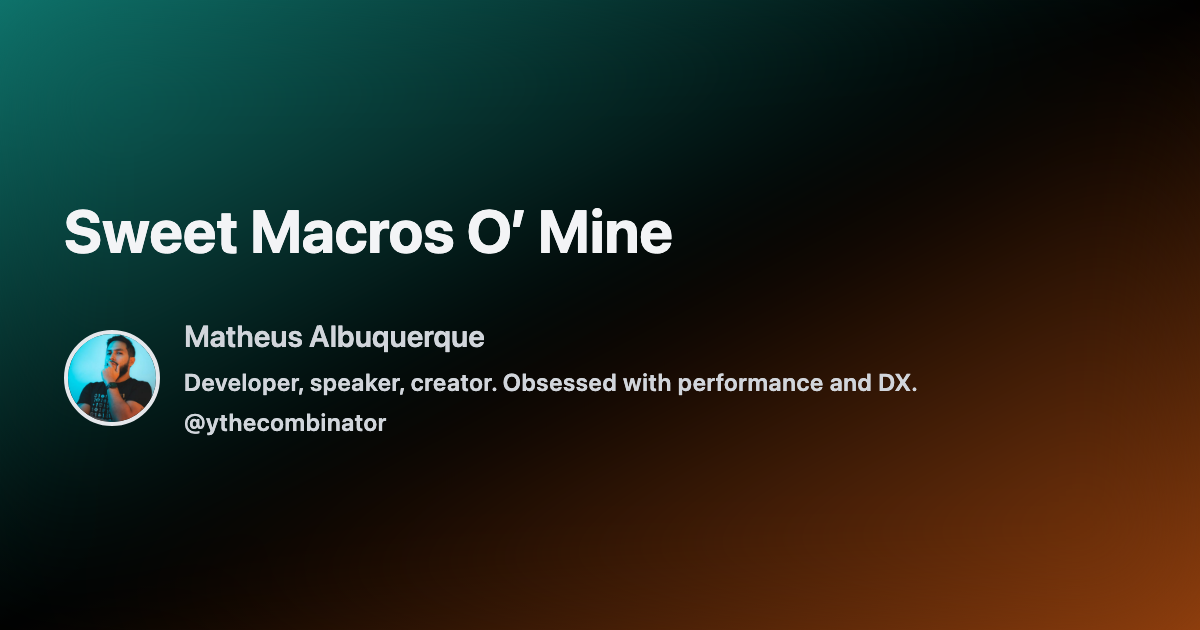 Sweet Macros O’ Mine
Matheus Albuquerque
Developer, speaker, creator. Obsessed with performance and DX.
@ythecombinator